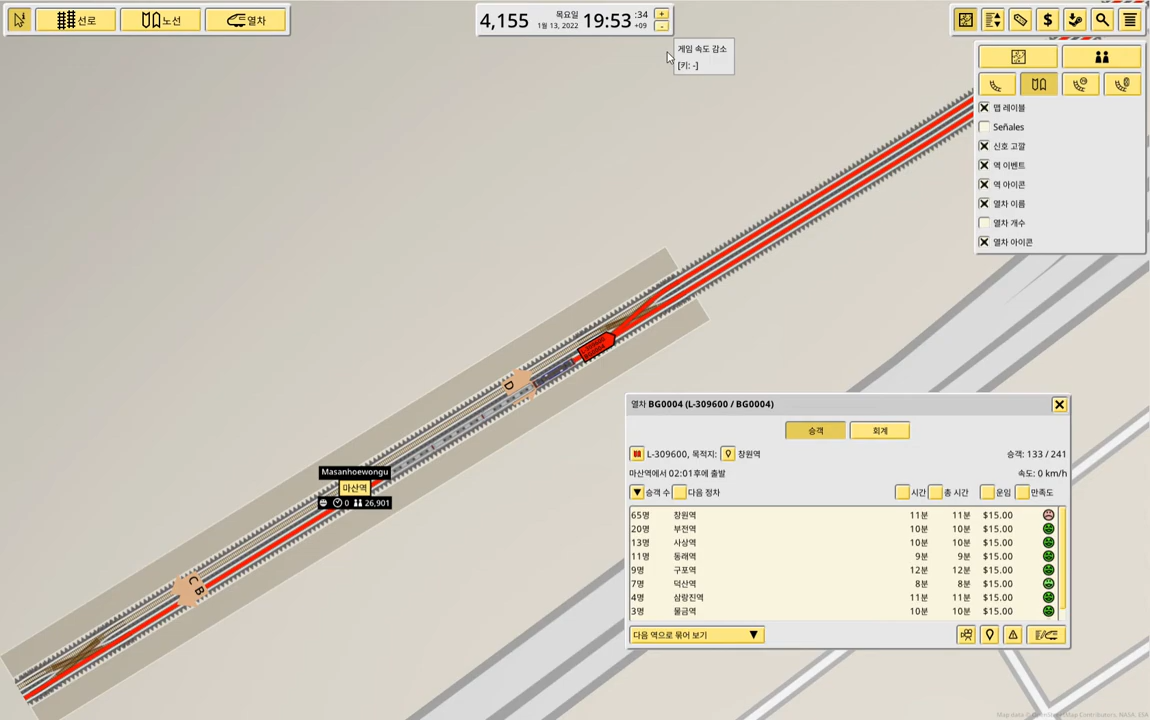 선로
노선
열차
4,155
목요일
1월 13, 2022
19:53
:34
+09
+
-
$
게임 속도 감소
[키: -]
맵 레이블
Señales
신호 고깔
역 이벤트
역 아이콘
열차 이름
열차 개수
열차 아이콘
L-309600
BG0004
D
Masanhoewongu
마산역
0
26,901
C
B
열차 BG0004 (L-309600 / BG0004)
승객
회계
L-309600, 목적지:
장원역
승객: 133 / 241
마산역에서 02:01후에 출발
속도: 0 km/h
승객 수
다음 정차
시간
총 시간
운임
만족도
65명 장원역 11분 11분 $15.00
20명 부전역 10분 10분 $15.00
13명 사상역 10분 10분 $15.00
11명 동래역 9분 9분 $15.00
9명 구포역 12분 12분 $15.00
7명 덕산역 8분 8분 $15.00
4명 삼랑진역 11분 11분 $15.00
3명 물금역 10분 10분 $15.00
다음 역으로 묶어 보기
Map data © OpenStreetMap Contributors, NASA, ESA